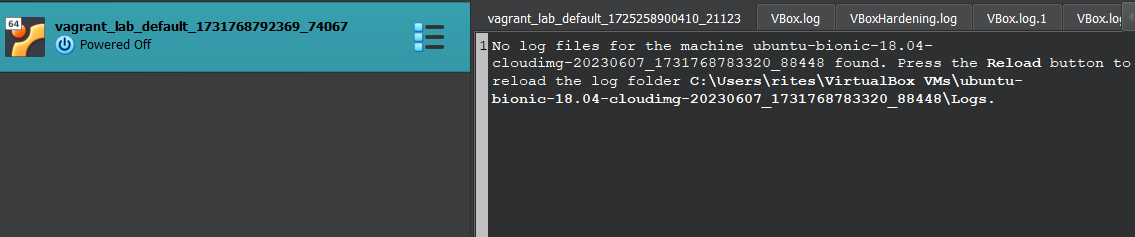 64
vagrant_lab_default_1731768792369_74067
Powered Off
vagrant_lab_default_1725258900410_21123 VBox.log VBoxHardening.log VBox.log.1 VBox.log
1 No log files for the machine ubuntu-bionic-18.04-
cloudimg-20230607_1731768783320_88448 found. Press the Reload button to
reload the log folder C:\Users\rites\VirtualBox VMs\ubuntu-
bionic-18.04-cloudimg-20230607_1731768783320_88448\Logs.